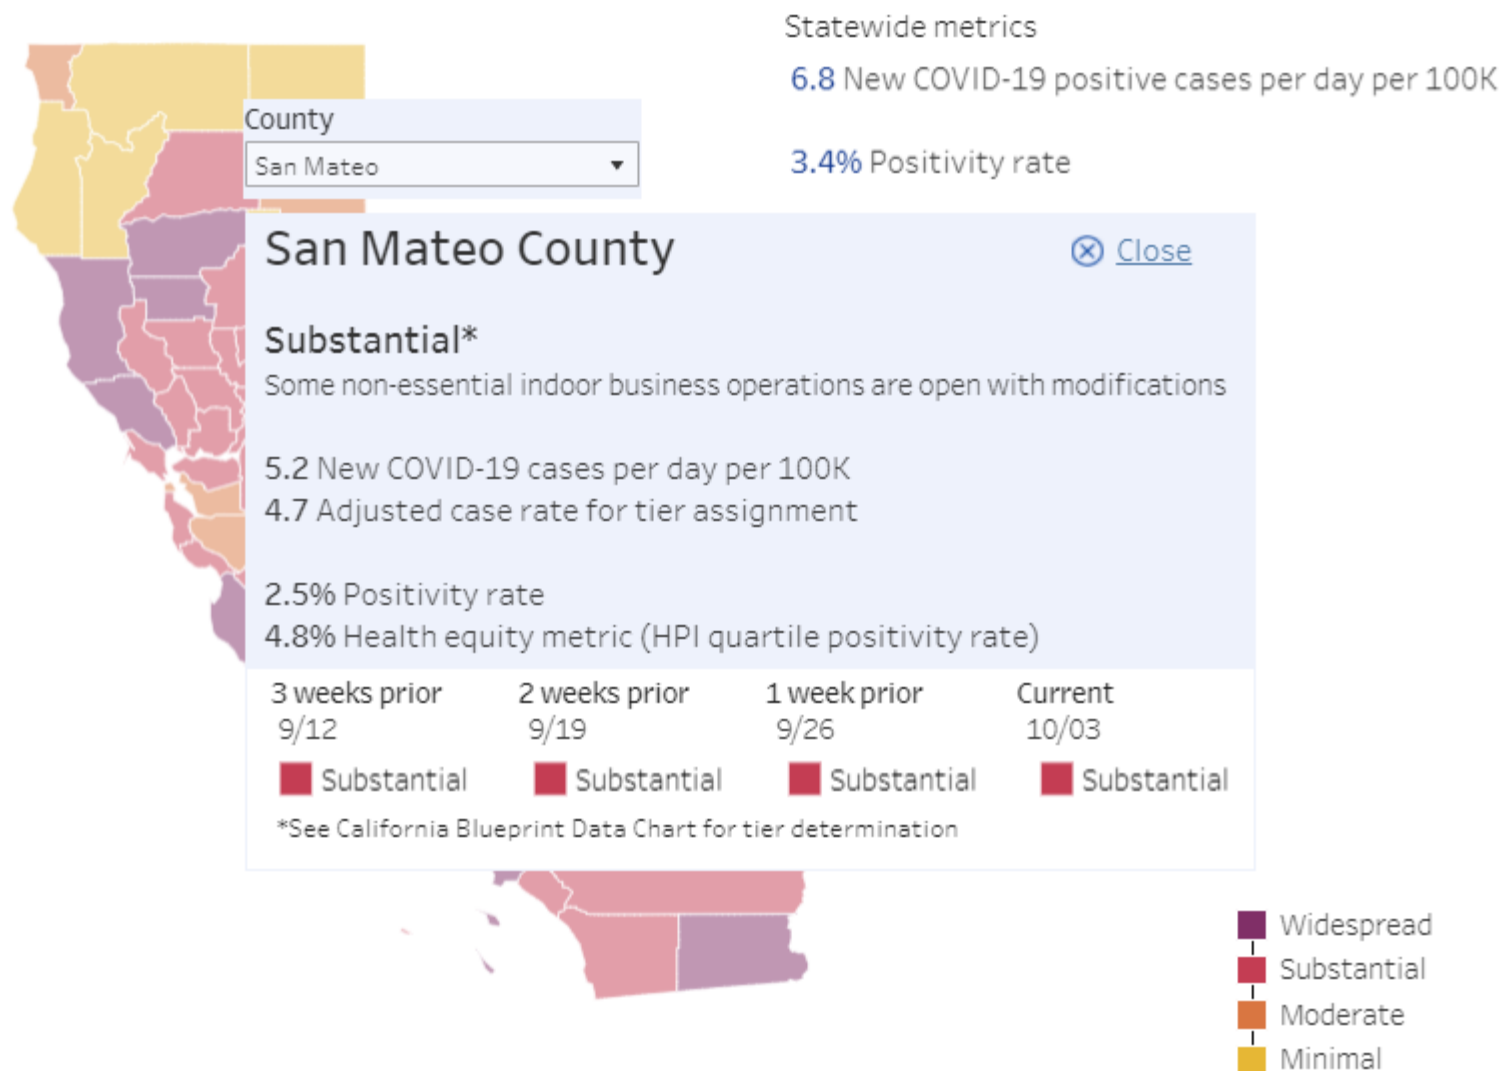 Statewide metrics
6.8 New COVID-19 positive cases per day per 100K
3.4% Positivity rate
County
San Mateo
San Mateo County
Close
Substantial*
Some non-essential indoor business operations are open with modifications
5.2 New COVID-19 cases per day per 100K
4.7 Adjusted case rate for tier assignment
2.5% Positivity rate
4.8% Health equity metric (HPI quartile positivity rate)
3 weeks prior 2 weeks prior 1 week prior Current
9/12 9/19 9/26 10/03
Substantial Substantial Substantial Substantial
*See California Blueprint Data Chart for tier determination
Widespread
Substantial
Moderate
Minimal